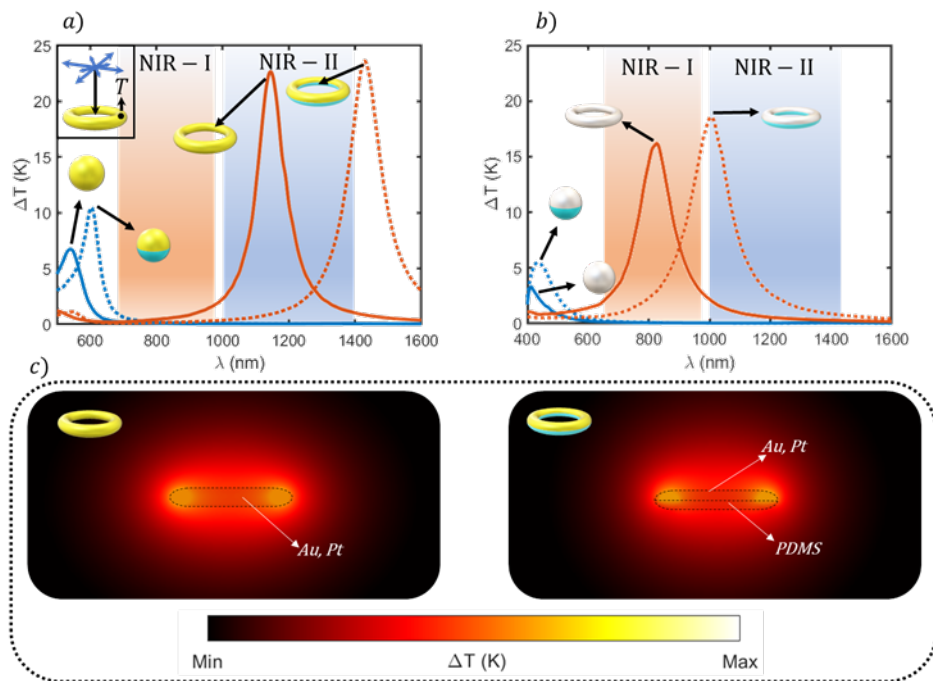 a)
25
20
15
10
5
0
ΔT (K)
NIR – I
NIR – II
T
600
800
1000
1200
1400
1600
λ (nm)
b)
25
20
15
10
5
0
ΔT (K)
NIR – I
NIR – II
400
600
800
1000
1200
1400
1600
λ (nm)
c)
Au, Pt
Au, Pt
PDMS
Min
ΔT (K)
Max